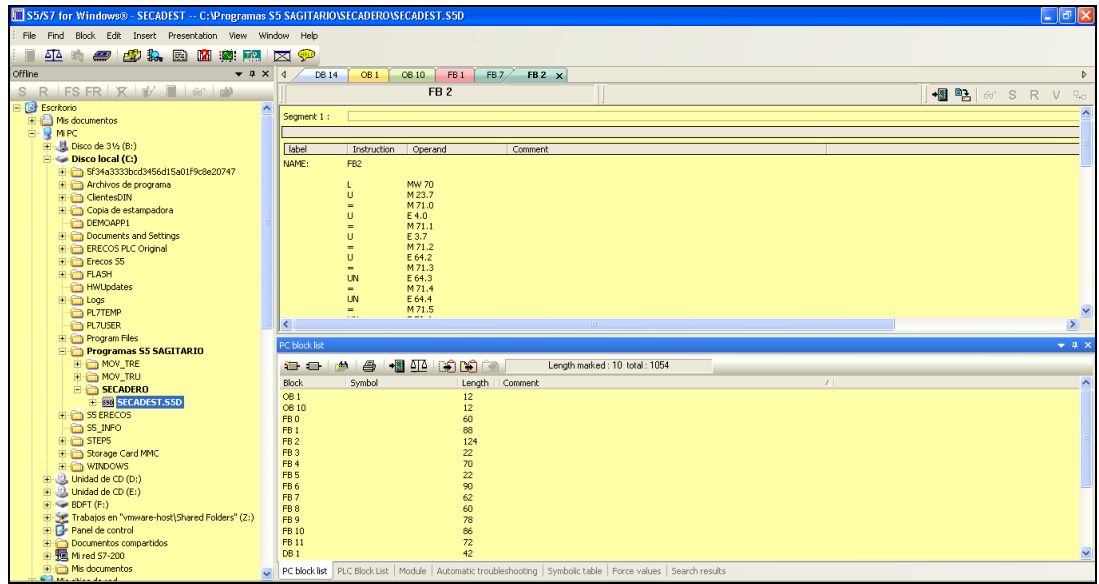 S5/S7 for Windows® - SECADEST -- C:\Programas S5 SAGITARIO\SECADERO\SECADEST.S5D
File Find Block Edit Insert Presentation View Window Help
Offline
S R FS FR
Escritorio
Mis documentos
Mi PC
Disco de 3½ (B:)
Disco local (C:)
5f34a3333bcd3456d15a01f9c8e20747
Archivos de programa
ClientesDIN
Copia de estampadora
DEMOAPP1
Documents and Settings
ERECOS PLC Original
Erecos S5
FLASH
HWUpdates
Logs
PL7TEMP
PL7USER
Program Files
Programas S5 SAGITARIO
MOV_TRE
MOV_TRU
SECADERO
SECADEST.S5D
S5 ERECOS
S5_INFO
STEP5
Storage Card MMC
WINDOWS
Unidad de CD (D:)
Unidad de CD (E:)
BDFT (F:)
Trabajos en "vmware-host\Shared Folders" (Z:)
Panel de control
Documentos compartidos
Mi red S7-200
Mis documentos
Mis sitios de red
DB 14 OB 1 OB 10 FB 1 FB 7 FB 2
FB 2
S R V
Segment 1 :
label Instruction Operand Comment
NAME: FB2
L MW 70
U M 23.7
= M 71.0
U E 4.0
= M 71.1
U E 3.7
= M 71.2
U E 64.2
= M 71.3
UN E 64.3
= M 71.4
UN E 64.4
= M 71.5
PC block list
Length marked : 10 total : 1054
Block Symbol Length Comment
OB 1 12
OB 10 12
FB 0 60
FB 1 88
FB 2 124
FB 3 22
FB 4 70
FB 5 22
FB 6 90
FB 7 62
FB 8 60
FB 9 78
FB 10 86
FB 11 72
DB 1 42
PC block list PLC Block List Module Automatic troubleshooting Symbolic table Force values Search results